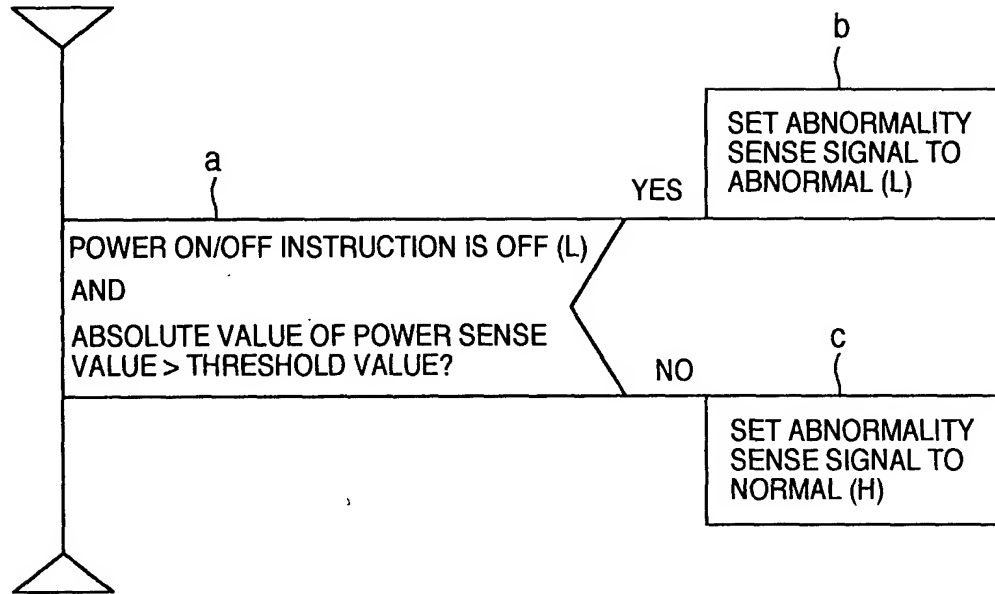 b
SET ABNORMALITY
SENSE SIGNAL TO
ABNORMAL (L)
a
YES
POWER ON/OFF INSTRUCTION IS OFF (L)
AND
ABSOLUTE VALUE OF POWER SENSE
VALUE > THRESHOLD VALUE?
NO
c
SET ABNORMALITY
SENSE SIGNAL TO
NORMAL (H)